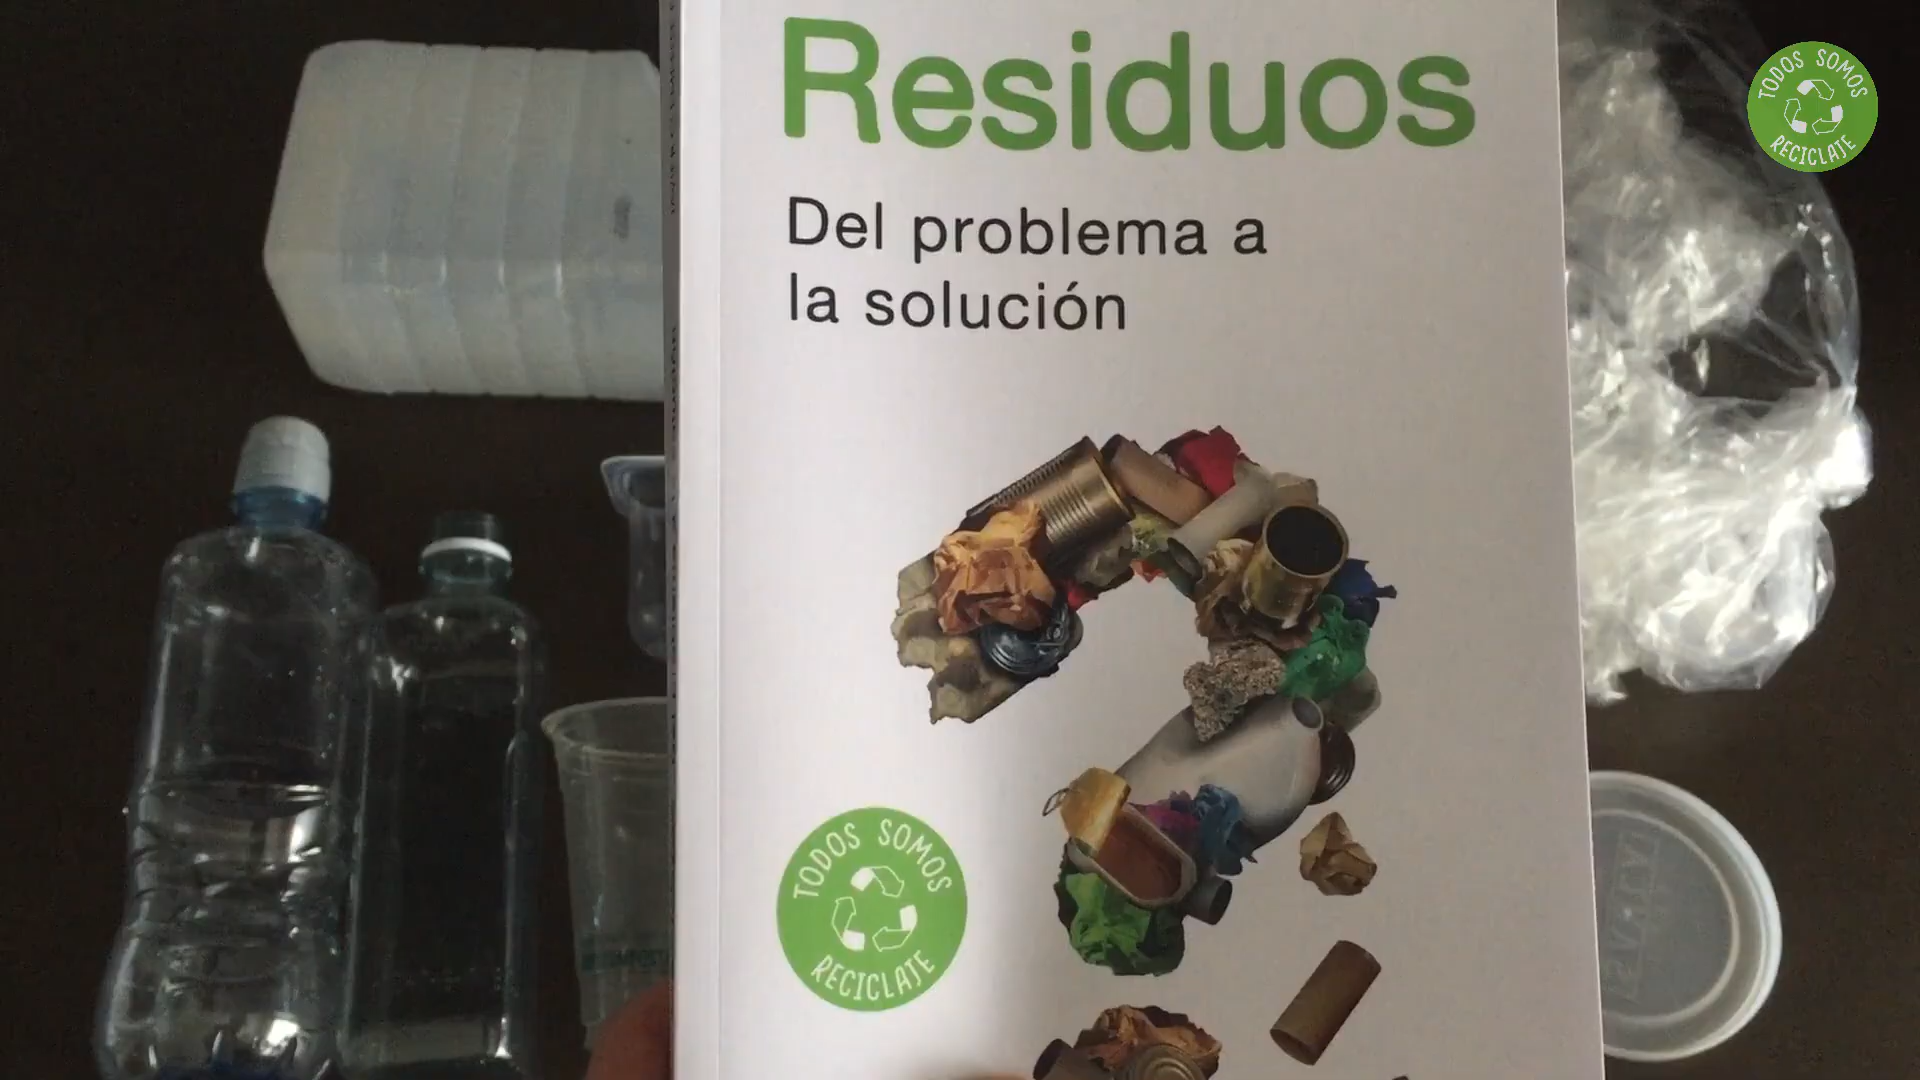 Residuos
Del problema a
la solución
TODOS SOMOS
RECICLAJE
TODOS SOMOS
RECICLAJE